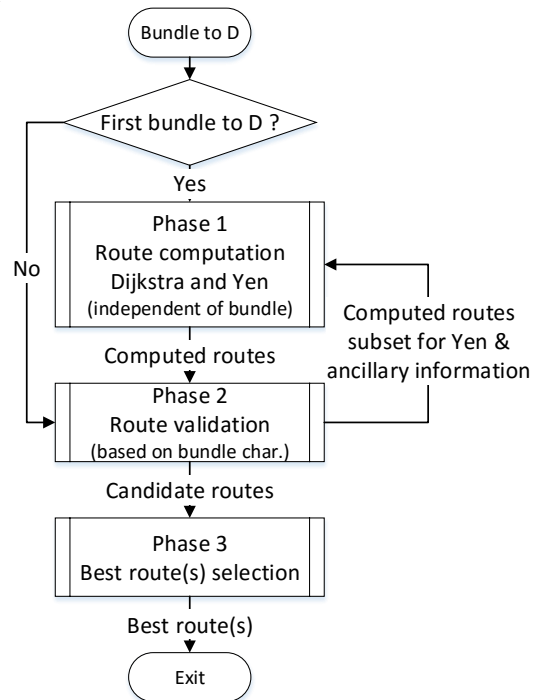 Bundle to D
First bundle to D ?
Yes
No
Phase 1
Route computation
Dijkstra and Yen
(independent of bundle)
Computed routes
subset for Yen &
ancillary information
Computed routes
Phase 2
Route validation
(based on bundle char.)
Candidate routes
Phase 3
Best route(s) selection
Best route(s)
Exit